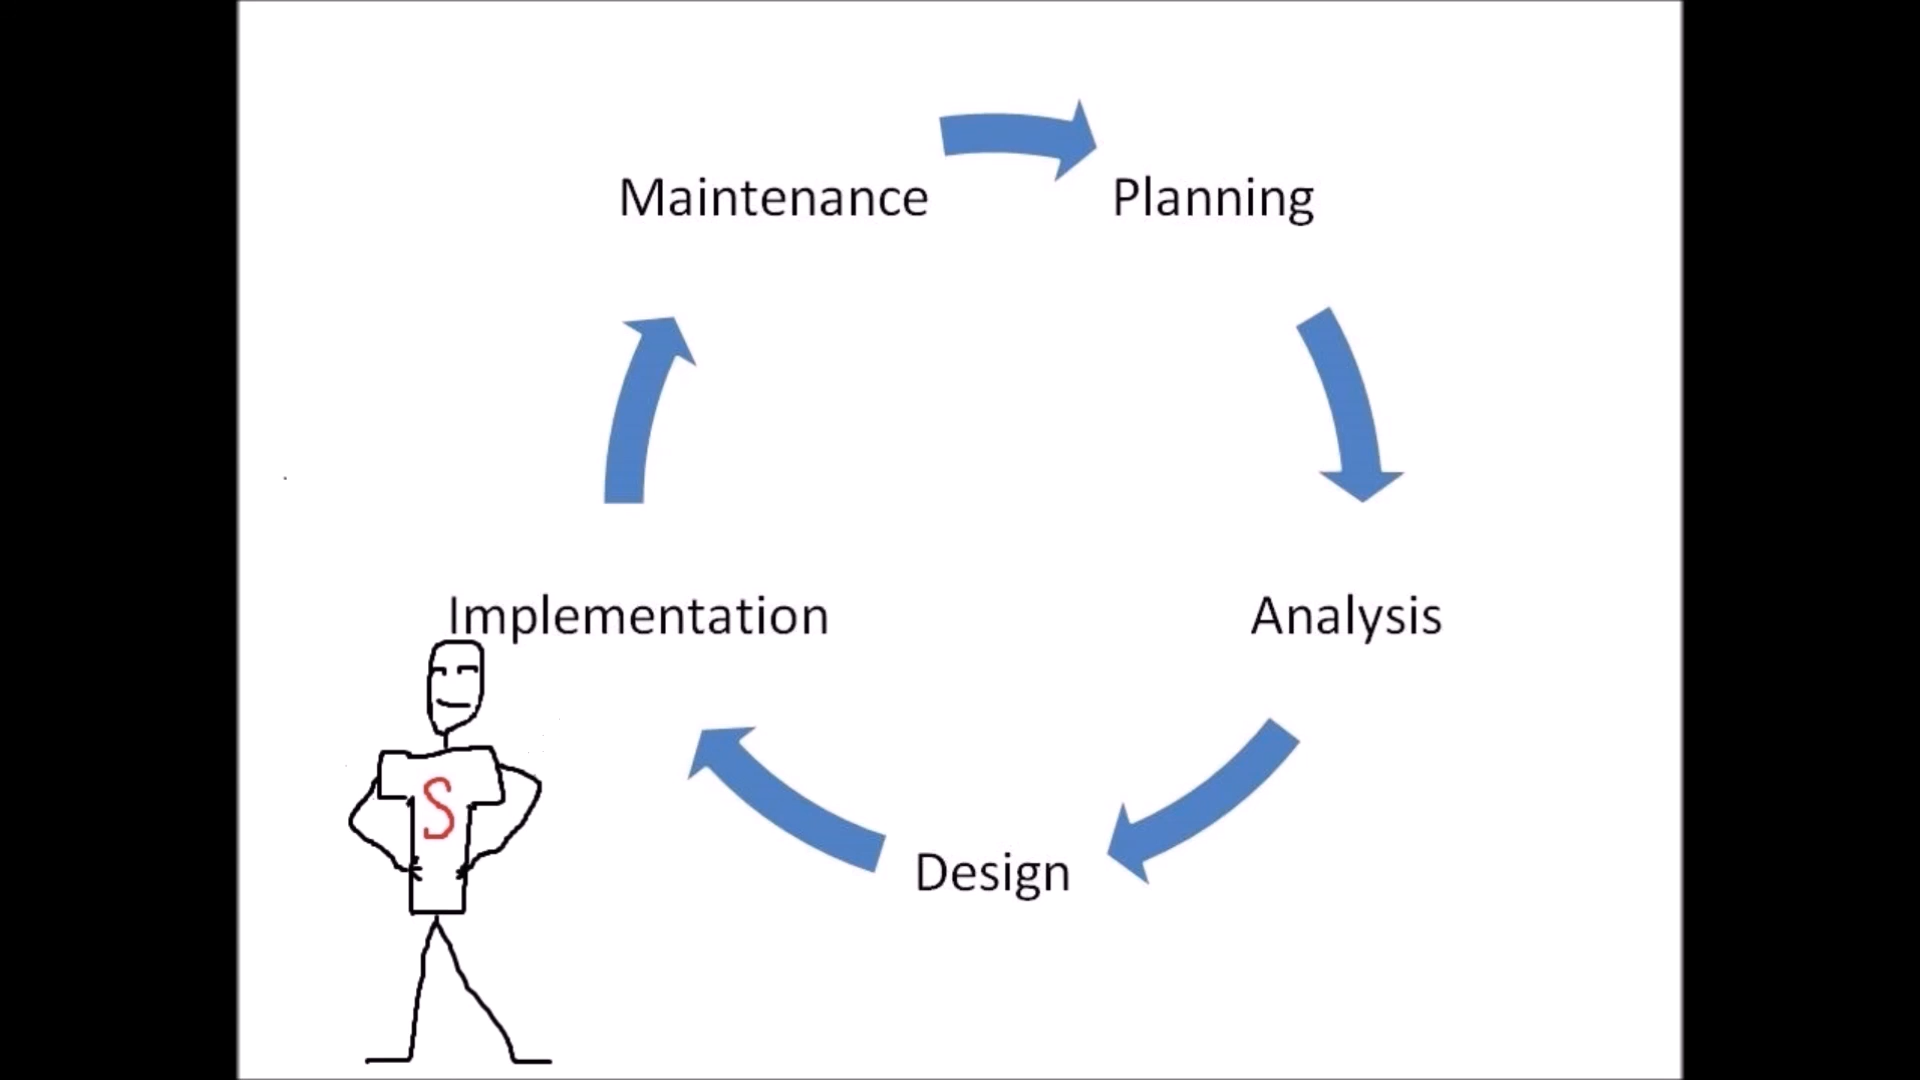 Maintenance
Planning
Implementation
Analysis
S
Design